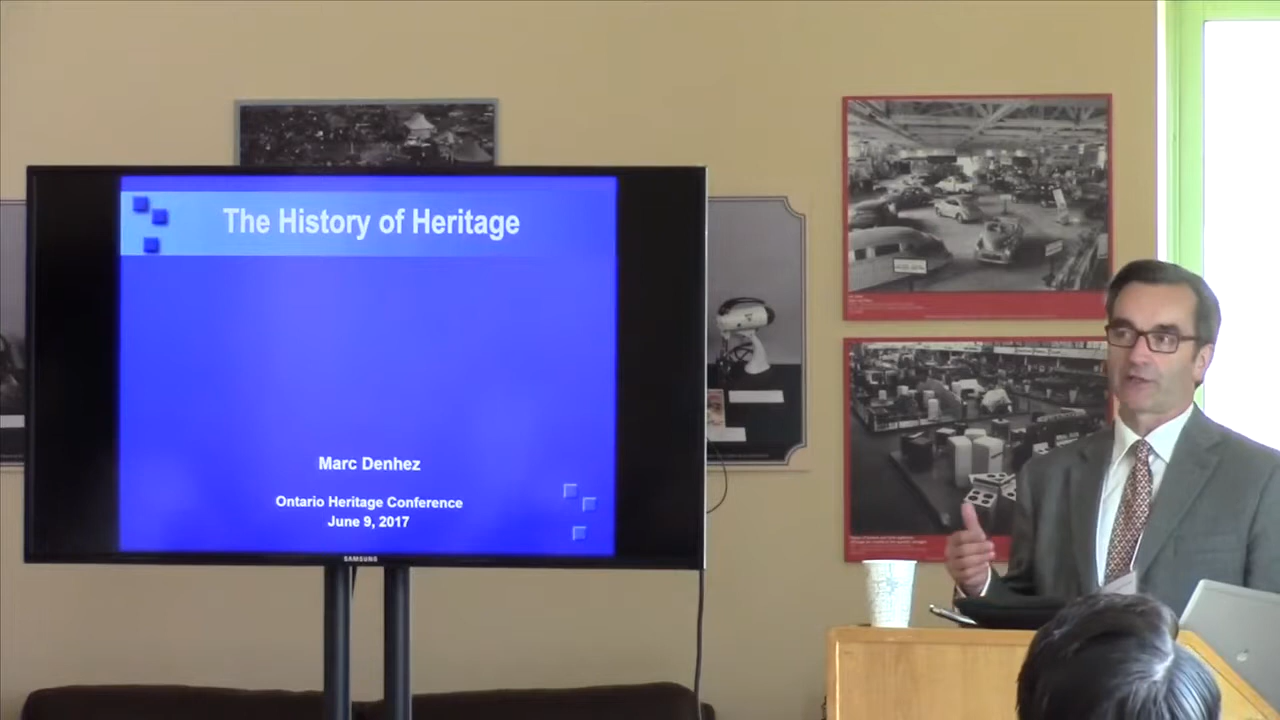 The History of Heritage
Marc Denhez
Ontario Heritage Conference
June 9, 2017
SAMSUNG